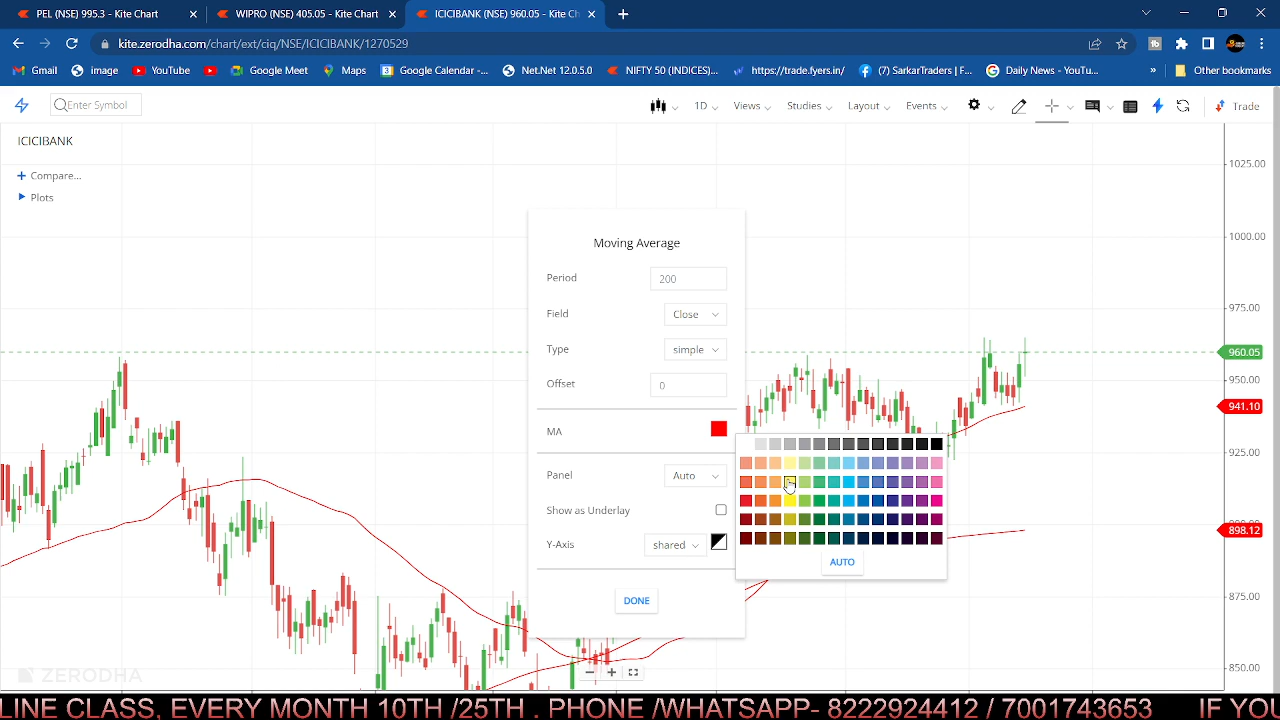 PEL (NSE) 995.3 - Kite Chart
WIPRO (NSE) 405.05 - Kite Chart
ICICIBANK (NSE) 960.05 - Kite Ch
kite.zerodha.com/chart/ext/ciq/NSE/ICICIBANK/1270529
Gmail
image
YouTube
Google Meet
Maps
Google Calendar -...
Net.Net 12.0.5.0
NIFTY 50 (INDICES)...
https://trade.fyers.in/
(7) SarkarTraders | F...
Daily News - YouTu...
»
Other bookmarks
Enter Symbol
1D
Views
Studies
Layout
Events
Trade
ICICIBANK
+ Compare...
Plots
Moving Average
Period 200
Field Close
Type simple
Offset 0
MA
Panel Auto
Show as Underlay
Y-Axis shared
DONE
AUTO
1025.00
1000.00
975.00
960.05
950.00
941.10
925.00
898.12
875.00
850.00
ZERODHA
LINE CLASS, EVERY MONTH 10TH /25TH . PHONE /WHATSAPP- 8222924412 / 7001743653 IF YOU